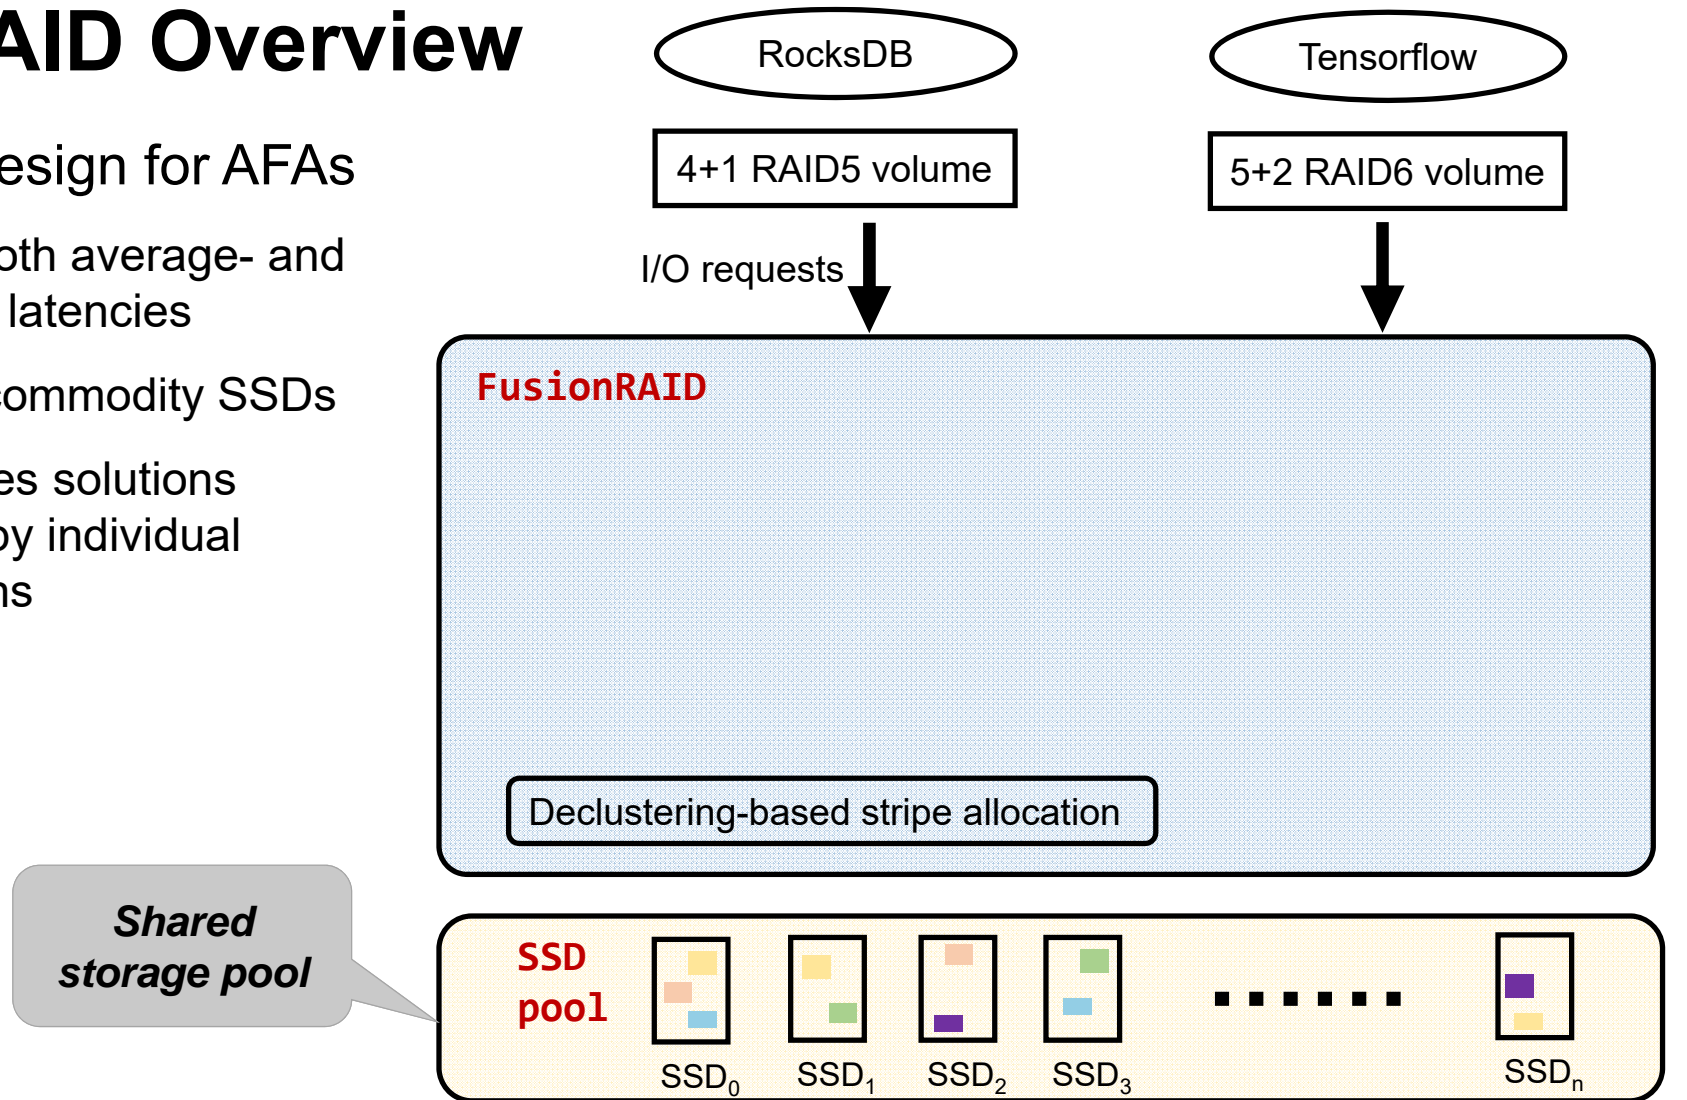 AID Overview
esign for AFAs
oth average- and
latencies
commodity SSDs
es solutions
by individual
ns
RocksDB
Tensorflow
4+1 RAID5 volume
5+2 RAID6 volume
I/O requests
FusionRAID
Declustering-based stripe allocation
Shared
storage pool
SSD
pool
SSD0
SSD1
SSD2
SSD3
SSDn